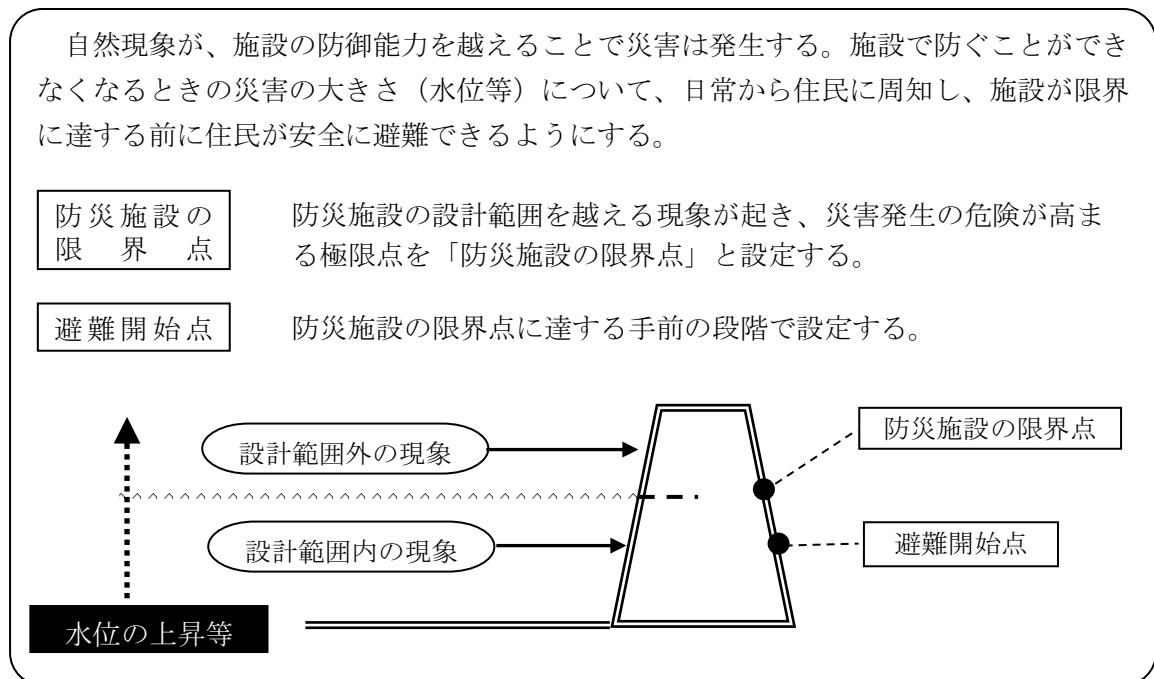 自然現象が、施設の防御能力を越えることで災害は発生する。施設で防ぐことができ
なくなるときの災害の大きさ（水位等）について、日常から住民に周知し、施設が限界
に達する前に住民が安全に避難できるようにする。
防災施設の
限界点
防災施設の設計範囲を越える現象が起き、災害発生の危険が高ま
る極限点を「防災施設の限界点」と設定する。
避難開始点
防災施設の限界点に達する手前の段階で設定する。
設計範囲外の現象
防災施設の限界点
設計範囲内の現象
避難開始点
水位の上昇等